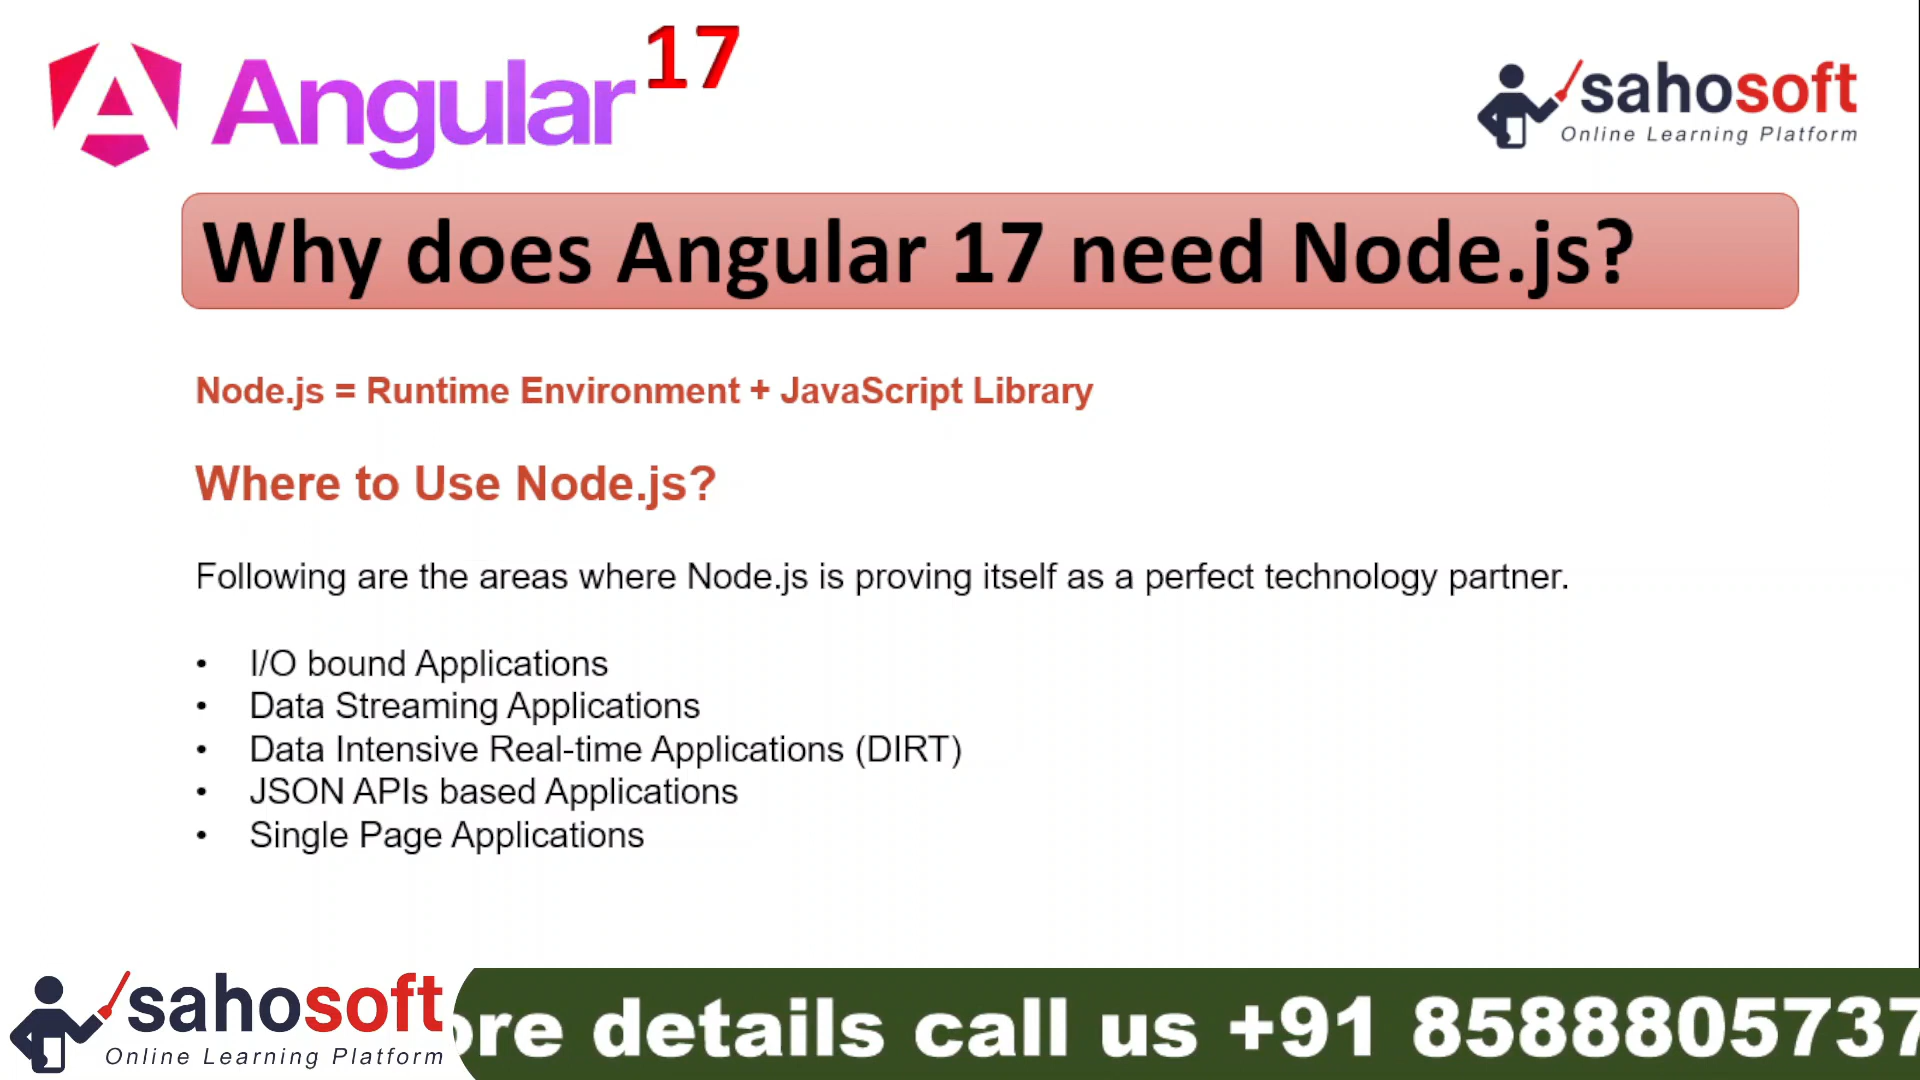 Angular 17
sahosoft
Online Learning Platform
Why does Angular 17 need Node.js?
Node.js = Runtime Environment + JavaScript Library
Where to Use Node.js?
Following are the areas where Node.js is proving itself as a perfect technology partner.
• I/O bound Applications
• Data Streaming Applications
• Data Intensive Real-time Applications (DIRT)
• JSON APIs based Applications
• Single Page Applications
sahosoft
Online Learning Platform
ore details call us +91 8588805737